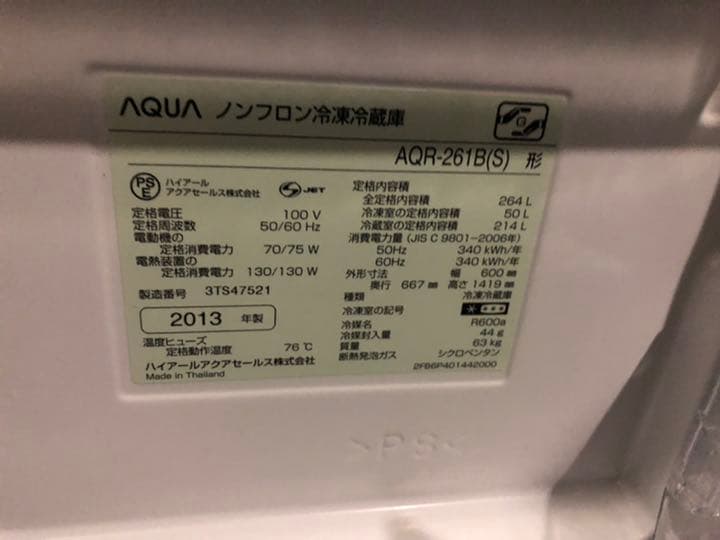 AQUA ノンフロン冷凍冷蔵庫
AQR-261B(S) 形
PSE ハイアール
アクアセールス株式会社
S-JET
定格電圧 100 V
定格周波数 50/60 Hz
電動機の
定格消費電力 70/75 W
電熱装置の
定格消費電力 130/130 W
製造番号 3TS47521
2013 年製
温度ヒューズ
定格動作温度 76℃
ハイアールアクアセールス株式会社
Made in Thailand
定格内容積
全定格内容積 264 L
冷凍室の定格内容積 50 L
冷蔵室の定格内容積 214 L
消費電力量 (JIS C 9801-2006年)
50Hz 340 kWh/年
60Hz 340 kWh/年
外形寸法 幅 600 mm
奥行 667 mm 高さ 1419 mm
種類 冷凍冷蔵庫
冷凍室の記号 * ***
冷媒名 R600a
冷媒封入量 44 g
質量 63 kg
断熱発泡ガス シクロペンタン
2FB6P401442000
>PS<